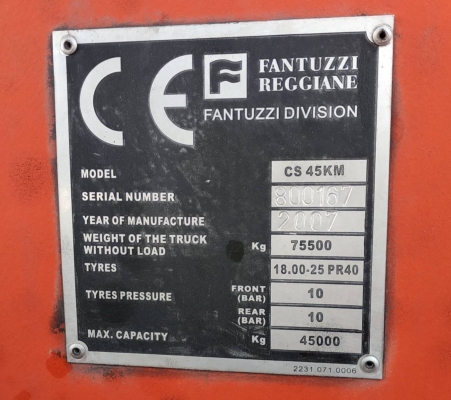 CE
FANTUZZI
REGGIANE
FANTUZZI DIVISION
MODEL CS 45KM
SERIAL NUMBER 800167
YEAR OF MANUFACTURE 2007
WEIGHT OF THE TRUCK
WITHOUT LOAD Kg 75500
TYRES 18.00-25 PR40
TYRES PRESSURE FRONT (BAR) 10
REAR (BAR) 10
MAX. CAPACITY Kg 45000
2231.071.0006